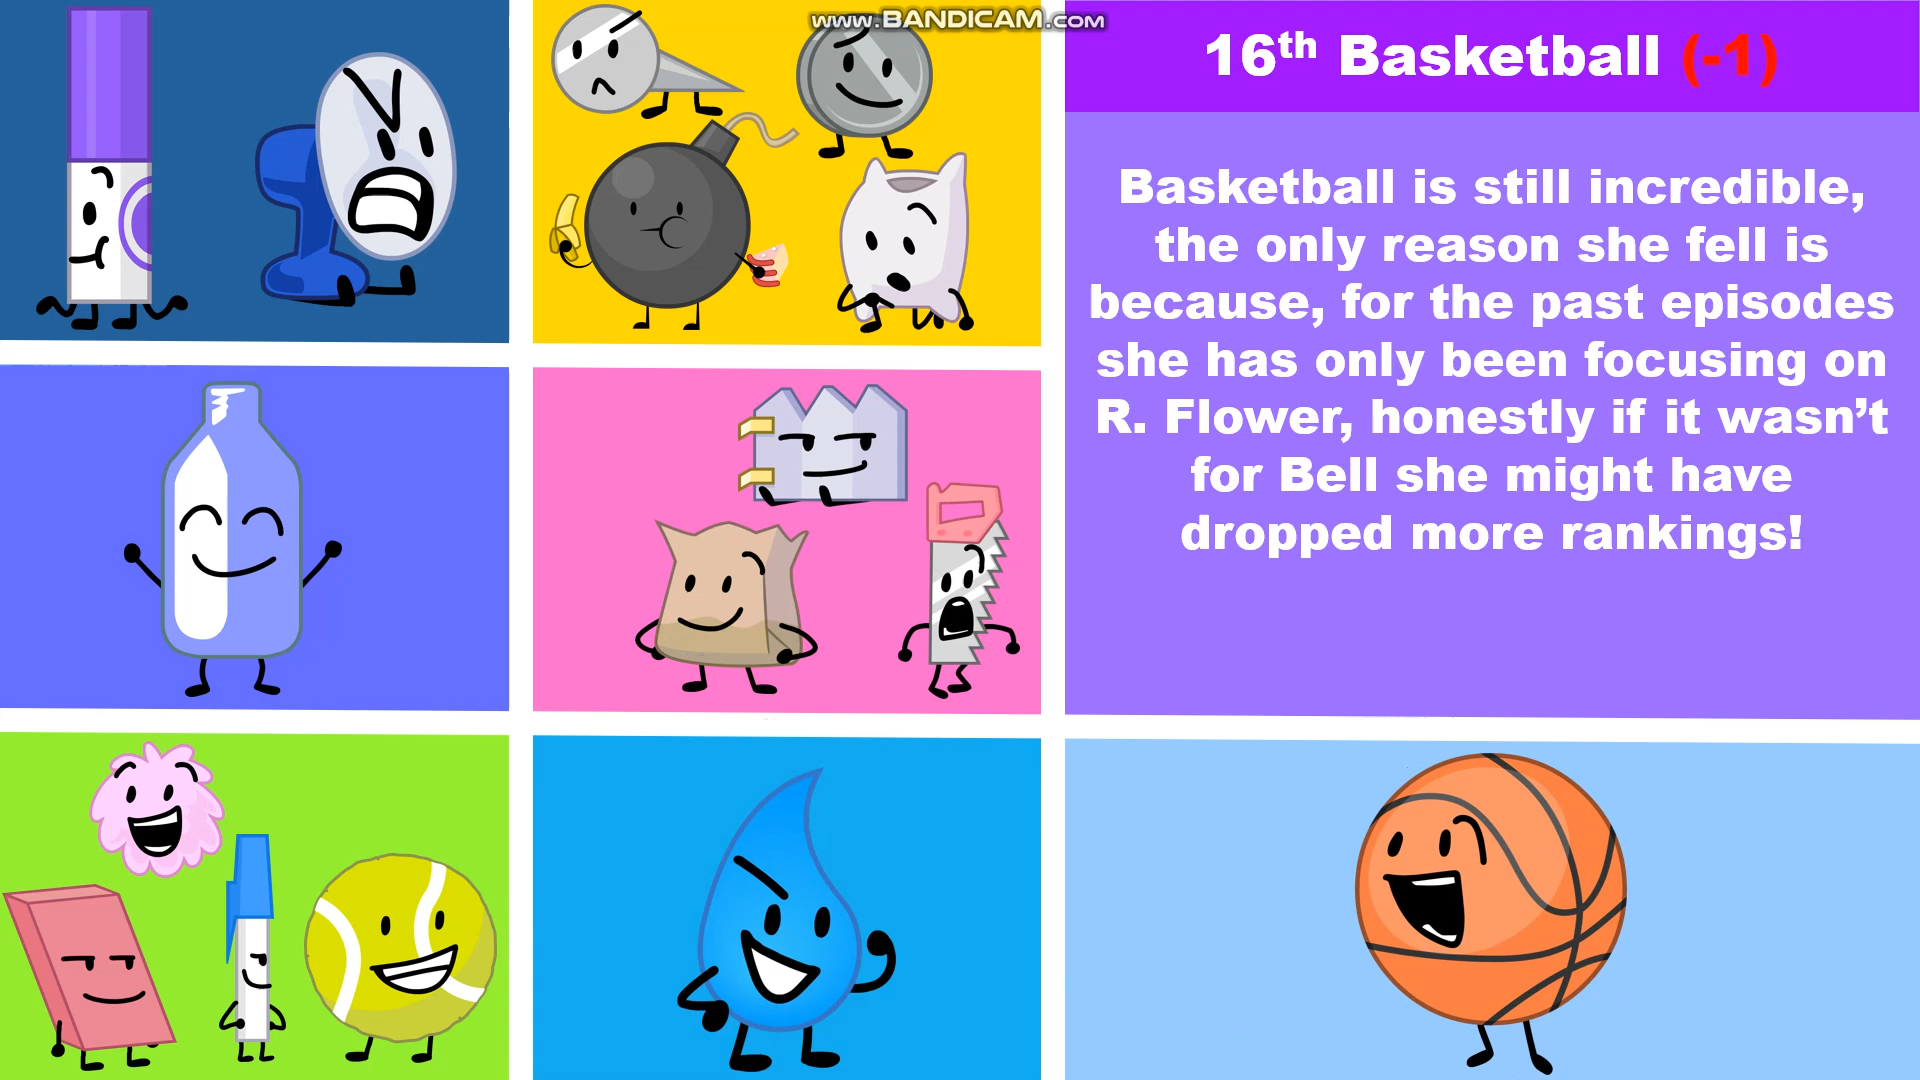 www.BANDICAM.com
16th Basketball (-1)
Basketball is still incredible,
the only reason she fell is
because, for the past episodes
she has only been focusing on
R. Flower, honestly if it wasn’t
for Bell she might have
dropped more rankings!